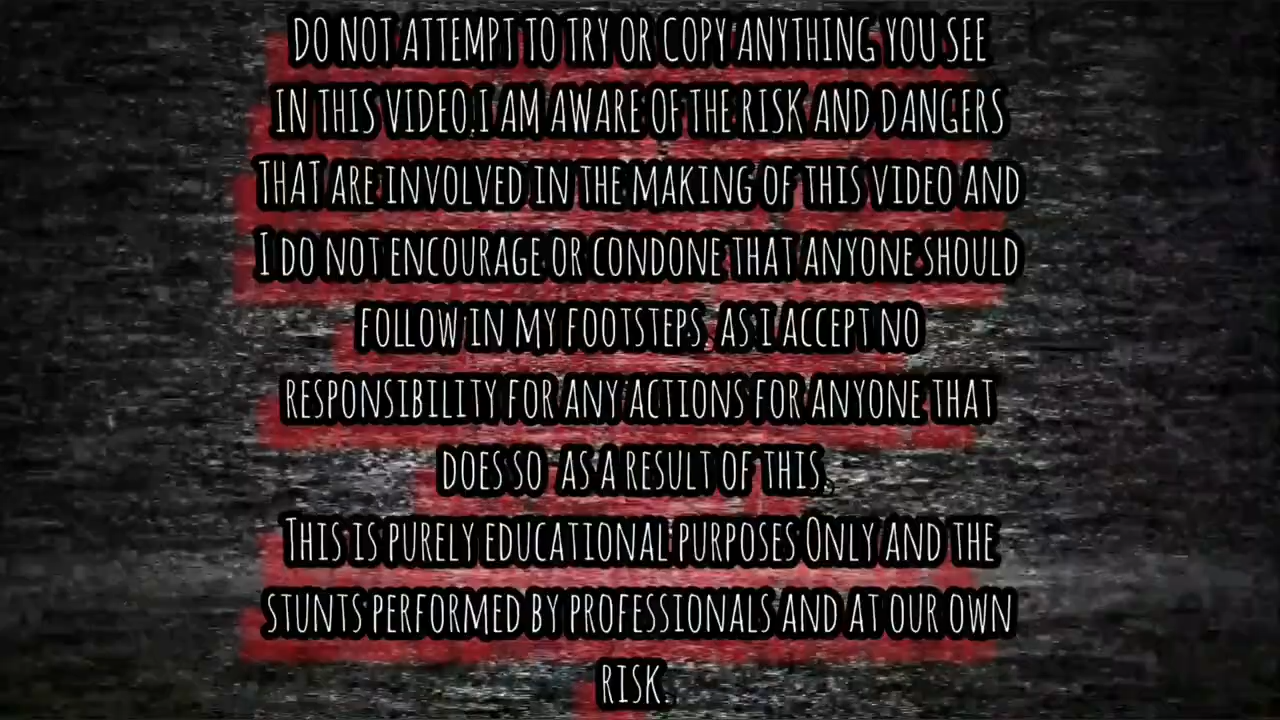 DO NOT ATTEMPT TO TRY OR COPY ANYTHING YOU SEE
IN THIS VIDEO,I AM AWARE OF THE RISK AND DANGERS
THAT ARE INVOLVED IN THE MAKING OF THIS VIDEO AND
I DO NOT ENCOURAGE OR CONDONE THAT ANYONE SHOULD
FOLLOW IN MY FOOTSTEPS, AS I ACCEPT NO
RESPONSIBILITY FOR ANY ACTIONS FOR ANYONE THAT
DOES SO AS A RESULT OF THIS.
THIS IS PURELY EDUCATIONAL PURPOSES ONLY AND THE
STUNTS PERFORMED BY PROFESSIONALS AND AT OUR OWN
RISK.